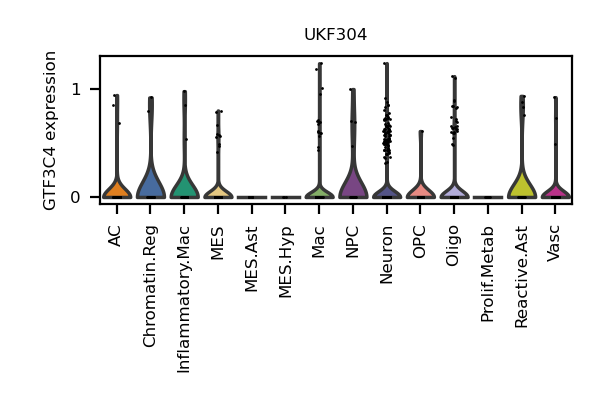 UKF304
GTF3C4 expression
1
0
AC
Chromatin.Reg
Inflammatory.Mac
MES
MES.Ast
MES.Hyp
Mac
NPC
Neuron
OPC
Oligo
Prolif.Metab
Reactive.Ast
Vasc